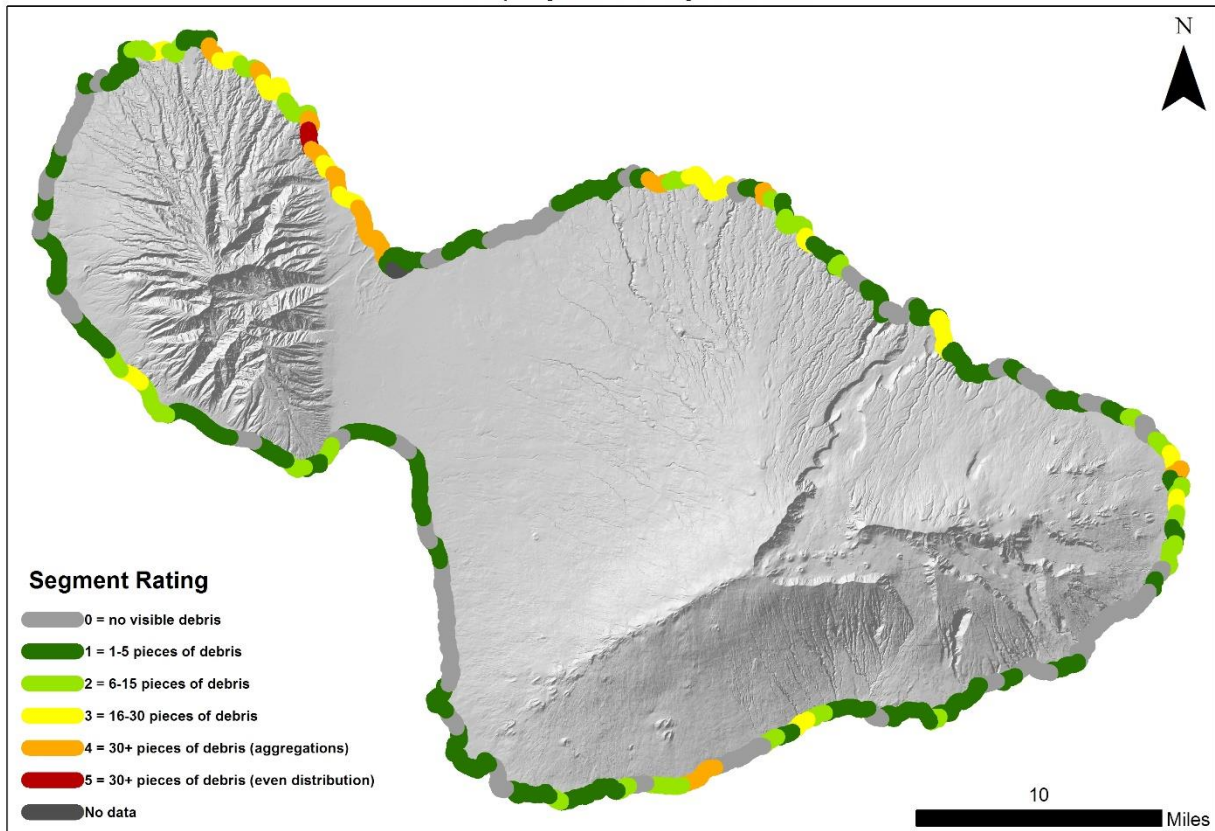 N
Segment Rating
0 = no visible debris
1 = 1-5 pieces of debris
2 = 6-15 pieces of debris
3 = 16-30 pieces of debris
4 = 30+ pieces of debris (aggregations)
5 = 30+ pieces of debris (even distribution)
No data
10
Miles